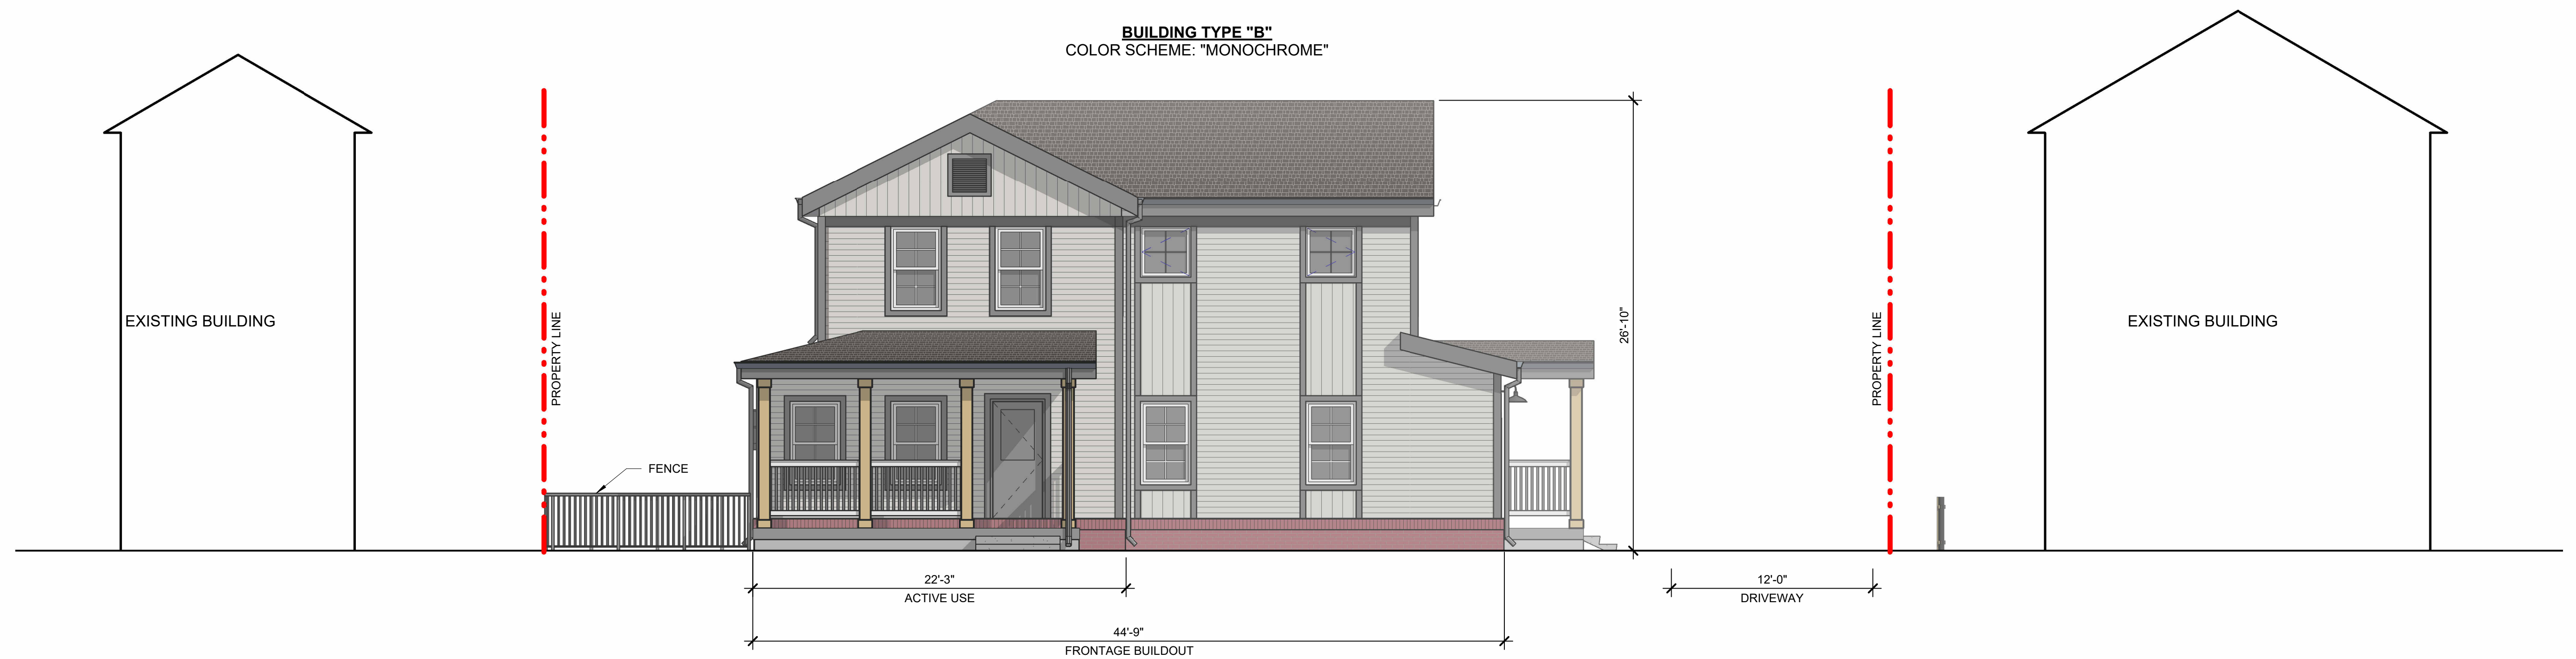 BUILDING TYPE "B"
COLOR SCHEME: "MONOCHROME"
EXISTING BUILDING
PROPERTY LINE
FENCE
26'-10"
PROPERTY LINE
EXISTING BUILDING
22'-3"
ACTIVE USE
12'-0"
DRIVEWAY
44'-9"
FRONTAGE BUILDOUT